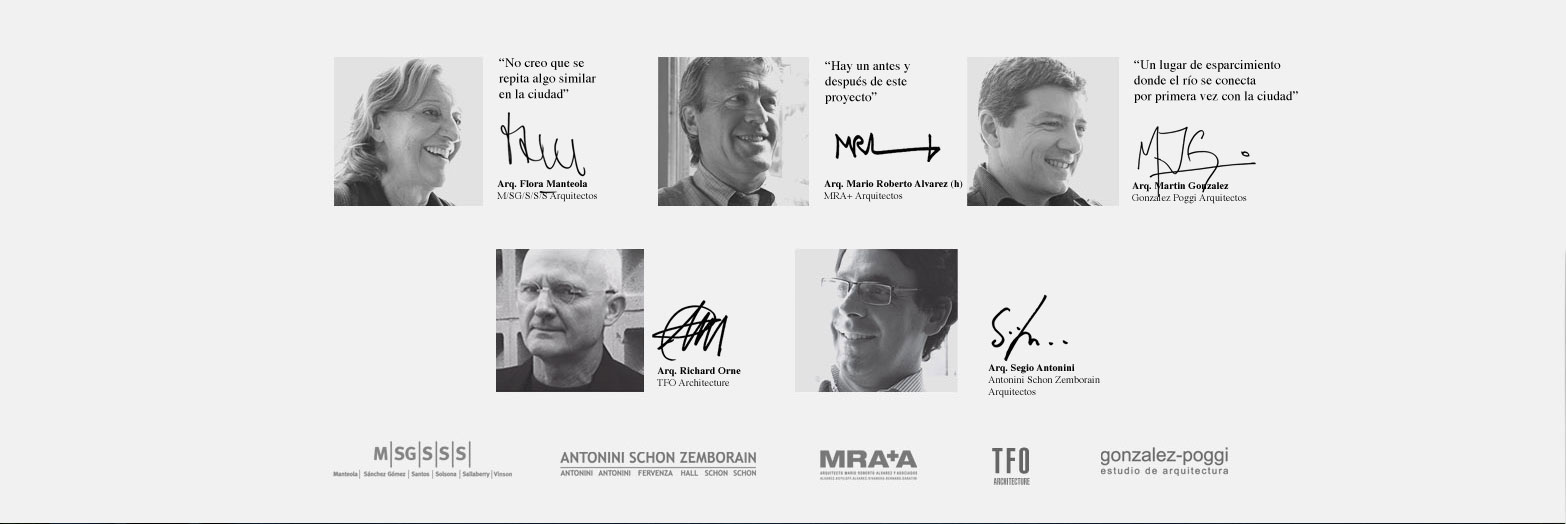 “No creo que se
repita algo similar
en la ciudad”
Arq. Flora Manteola
M/SG/S/S/S Arquitectos
“Hay un antes y
después de este
proyecto”
MRA
Arq. Mario Roberto Alvarez (h)
MRA+ Arquitectos
“Un lugar de esparcimiento
donde el río se conecta
por primera vez con la ciudad”
Arq. Martin Gonzalez
Gonzalez Poggi Arquitectos
Arq. Richard Orne
TFO Architecture
Arq. Segio Antonini
Antonini Schon Zemborain
Arquitectos
M|SG|S|S|S|
Manteola | Sánchez Gómez | Santos | Solsona | Sallaberry | Vinson
ANTONINI SCHON ZEMBORAIN
ANTONINI ANTONINI FERVENZA HALL SCHON SCHON
MRA+A
ARQUITECTO MARIO ROBERTO ALVAREZ Y ASOCIADOS
TFO
ARCHITECTURE
gonzalez-poggi
estudio de arquitectura